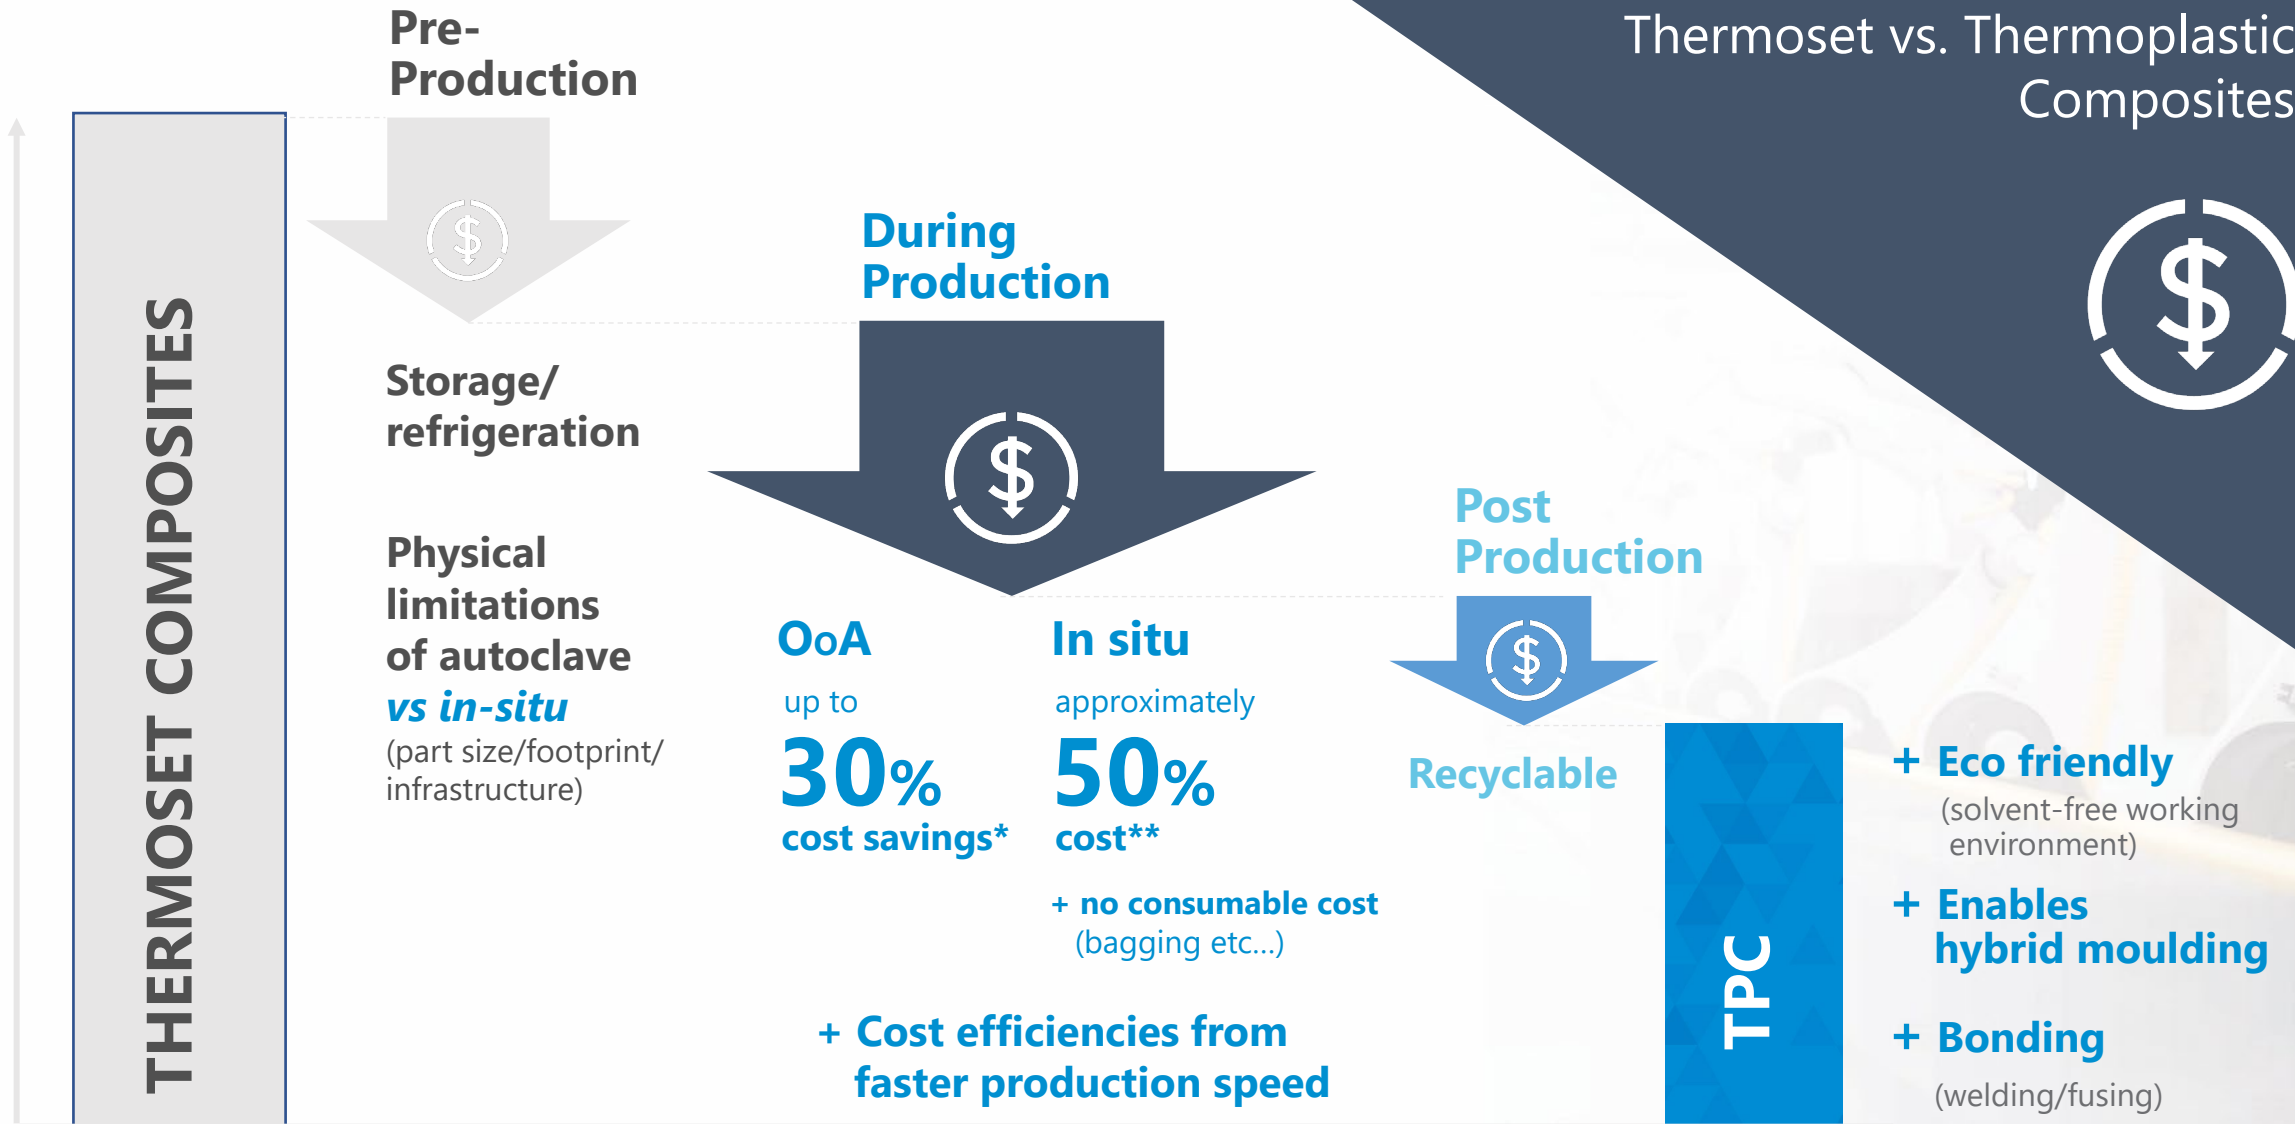 Thermoset vs. Thermoplastic
Composites
THERMOSET COMPOSITES
Pre-
Production
Storage/
refrigeration
Physical
limitations
of autoclave
vs in-situ
(part size/footprint/
infrastructure)
During
Production
OoA
up to
30%
cost savings*
In situ
approximately
50%
cost**
+ no consumable cost
(bagging etc...)
+ Cost efficiencies from
faster production speed
Post
Production
Recyclable
TPC
+ Eco friendly
(solvent-free working
environment)
+ Enables
hybrid moulding
+ Bonding
(welding/fusing)